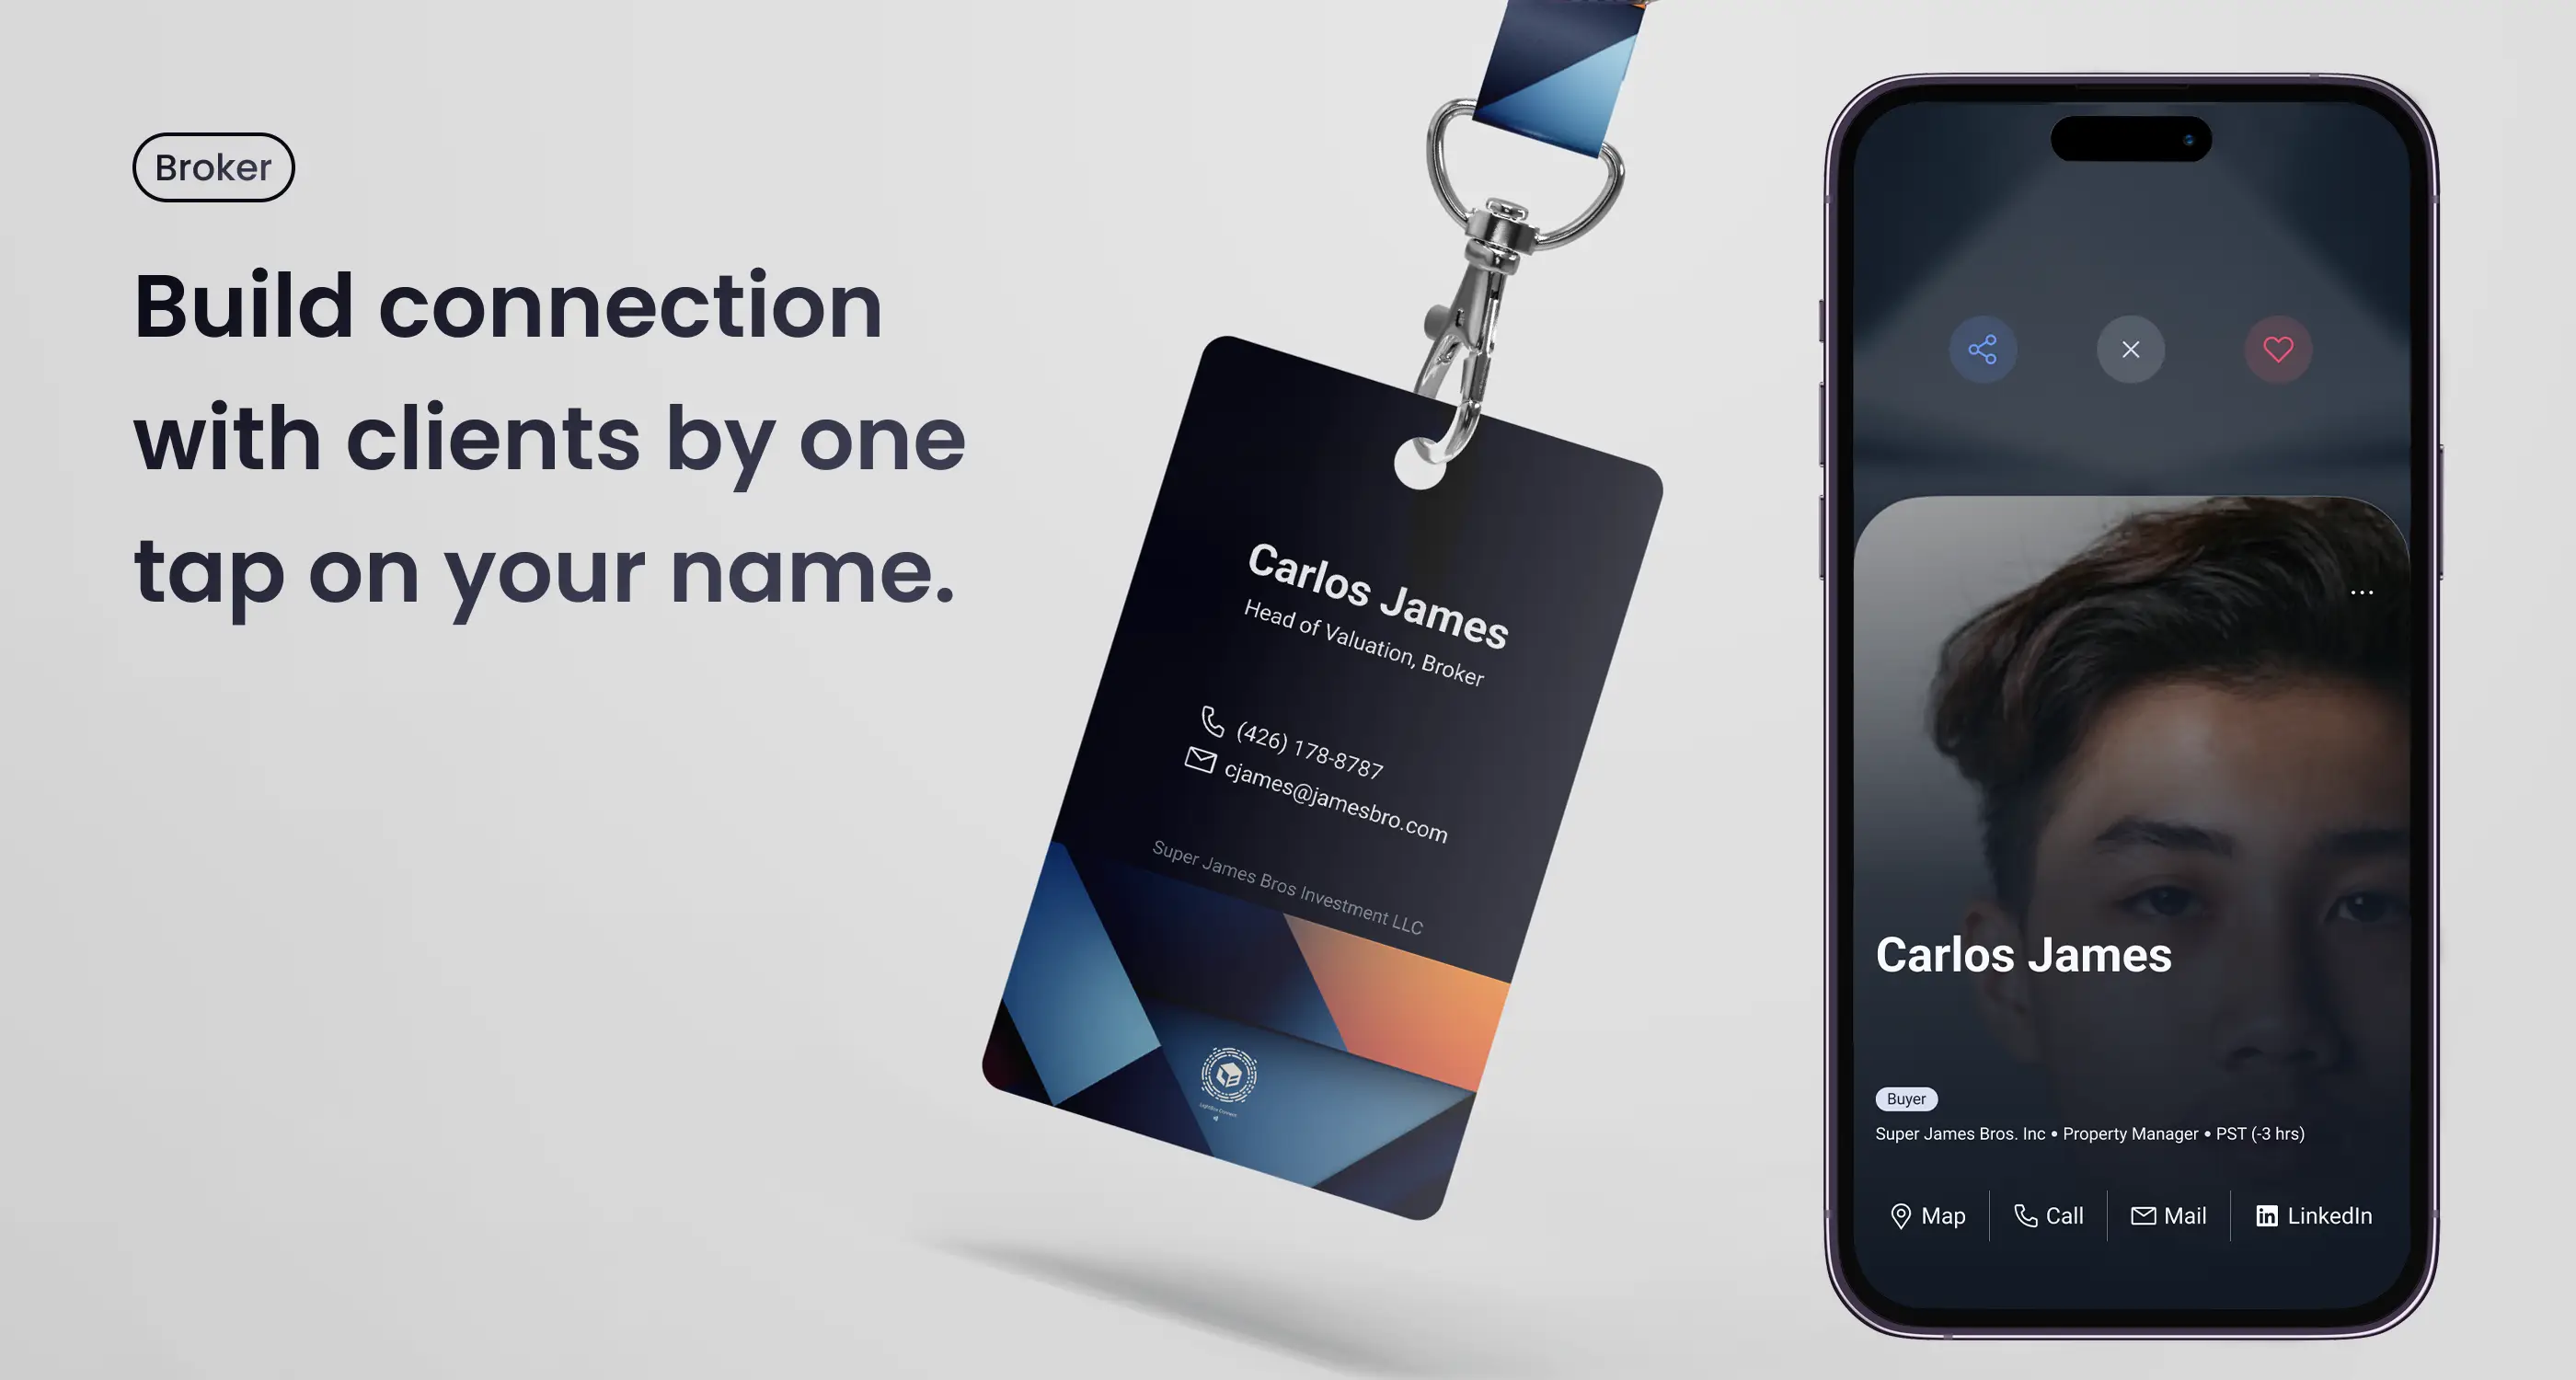 Broker
Build connection
with clients by one
tap on your name.
Carlos James
Head of Valuation, Broker
(426) 178-8787
cjames@jamesbro.com
Super James Bros Investment LLC
LightBox Connect
Carlos James
Buyer
Super James Bros. Inc • Property Manager • PST (-3 hrs)
Map
Call
Mail
LinkedIn